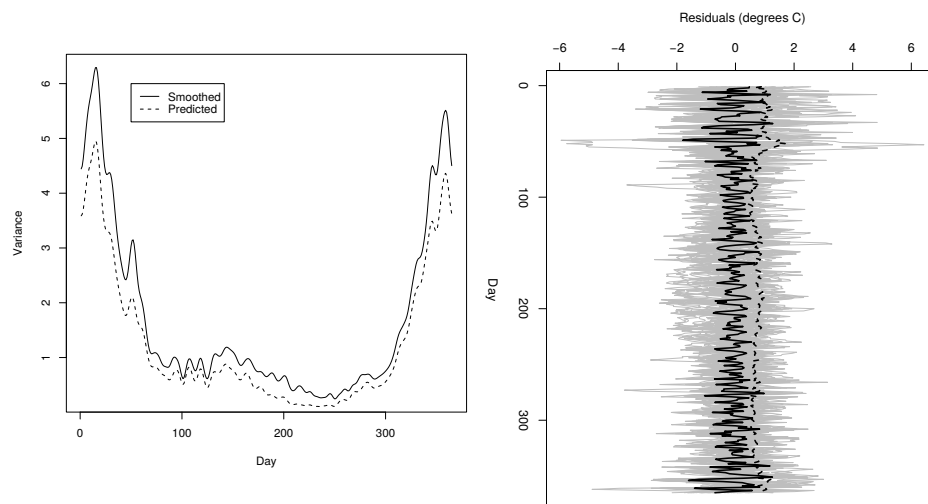 Variance
6
5
4
3
2
1
Smoothed
Predicted
0 100 200 300
Day
Residuals (degrees C)
−6 −4 −2 0 2 4 6
Day
0
100
200
300